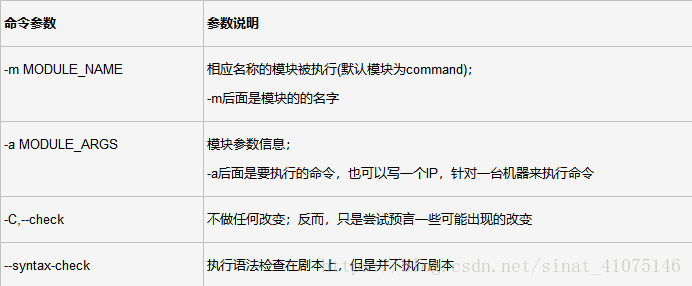 命令参数 参数说明
-m MODULE_NAME 相应名称的模块被执行(默认模块为command)；
-m后面是模块的的名字
-a MODULE_ARGS 模块参数信息；
-a后面是要执行的命令，也可以写一个IP，针对一台机器来执行命令
-C,--check 不做任何改变；反而，只是尝试预言一些可能出现的改变
--syntax-check 执行语法检查在剧本上，但是并不执行剧本
https://blog.csdn.net/sinat_41075146